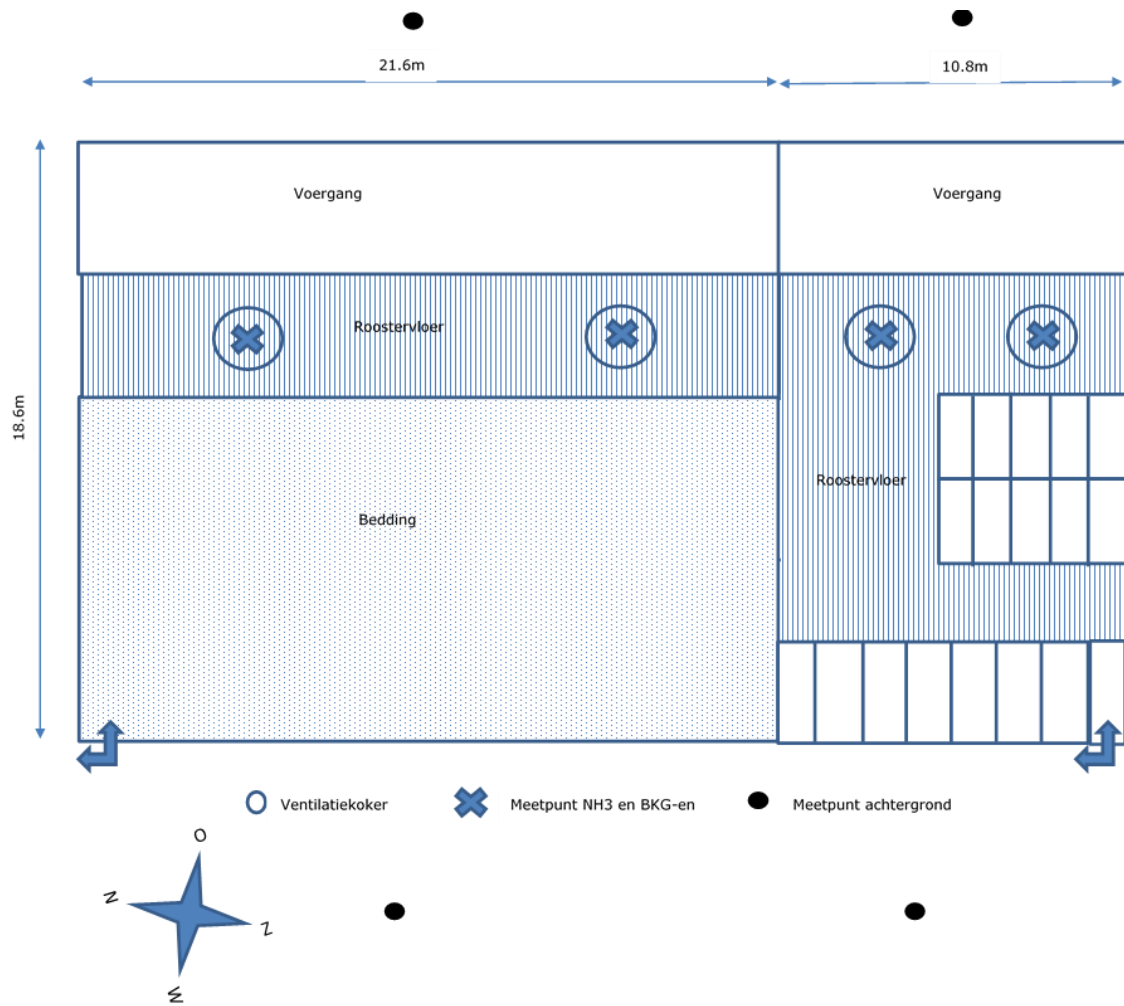 21.6m
10.8m
Voergang
Voergang
18.6m
Roostervloer
Roostervloer
Bedding
Ventilatiekoker
Meetpunt NH3 en BKG-en
Meetpunt achtergrond
O
N
Z
W